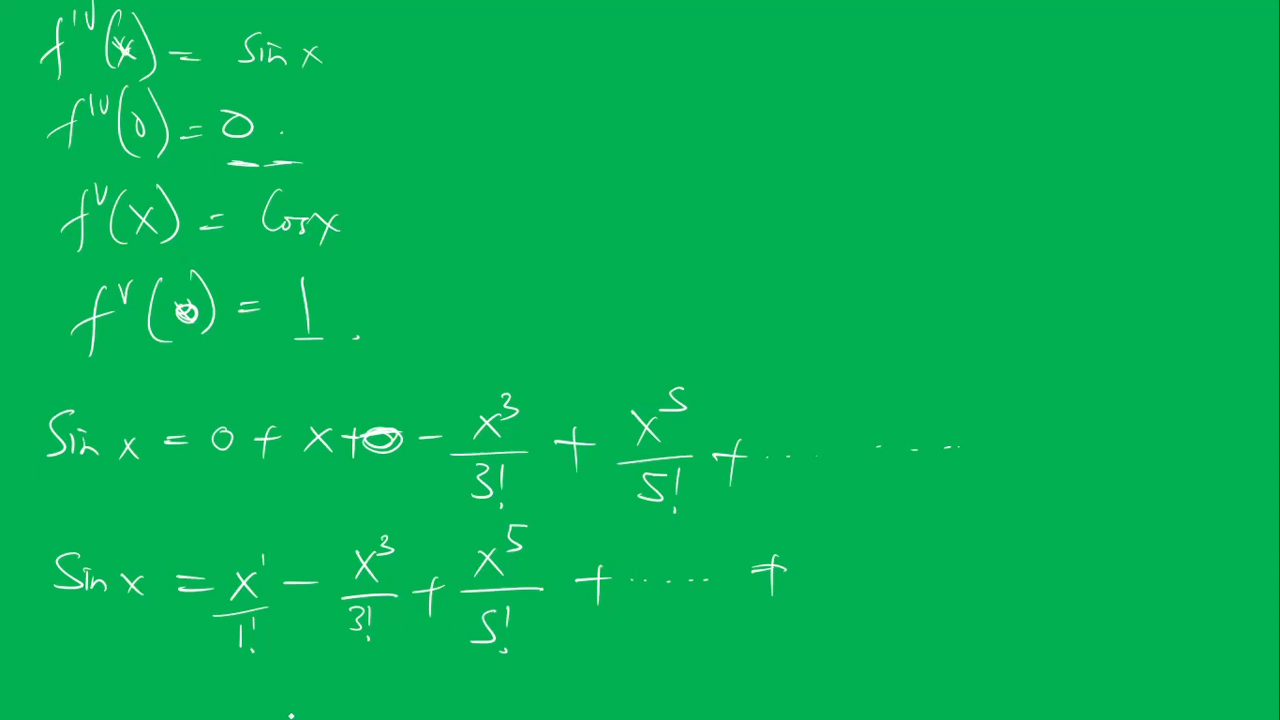 f^IV(x) = Sin x
f^IV(0) = 0.
f^V(x) = Cos x
f^V(0) = 1.
Sin x = 0 + x + 0 - x^3/3! + x^5/5! + ...... ....
Sin x = x^1/1! - x^3/3! + x^5/5! + ...... +